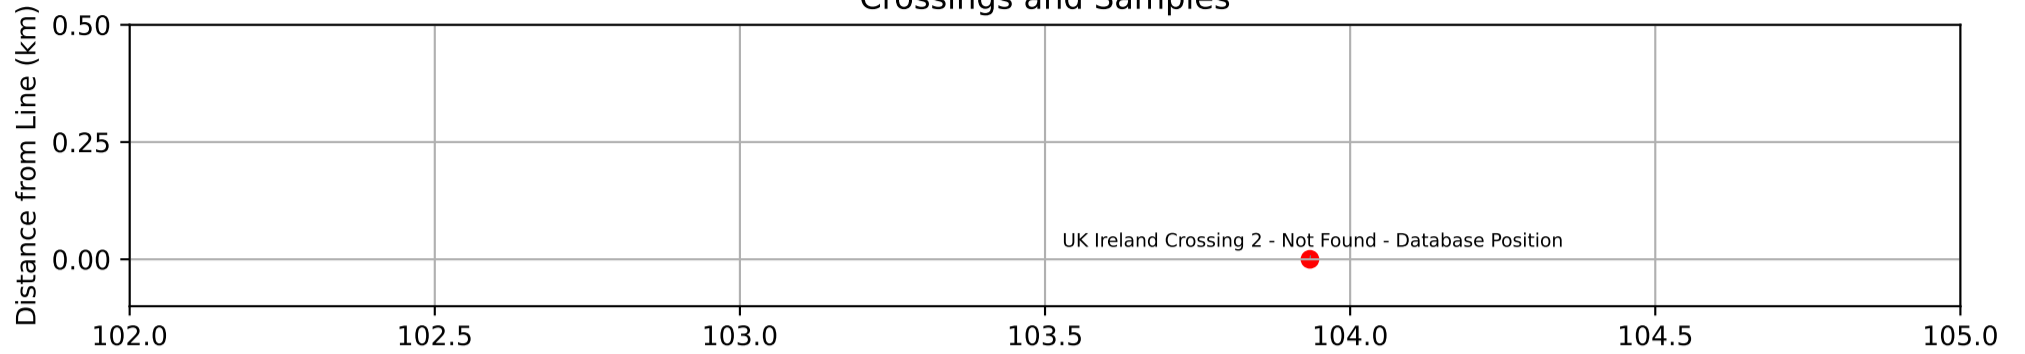 Crossings and Samples
Distance from Line (km)
0.50
0.25
0.00
UK Ireland Crossing 2 - Not Found - Database Position
102.0 102.5 103.0 103.5 104.0 104.5 105.0